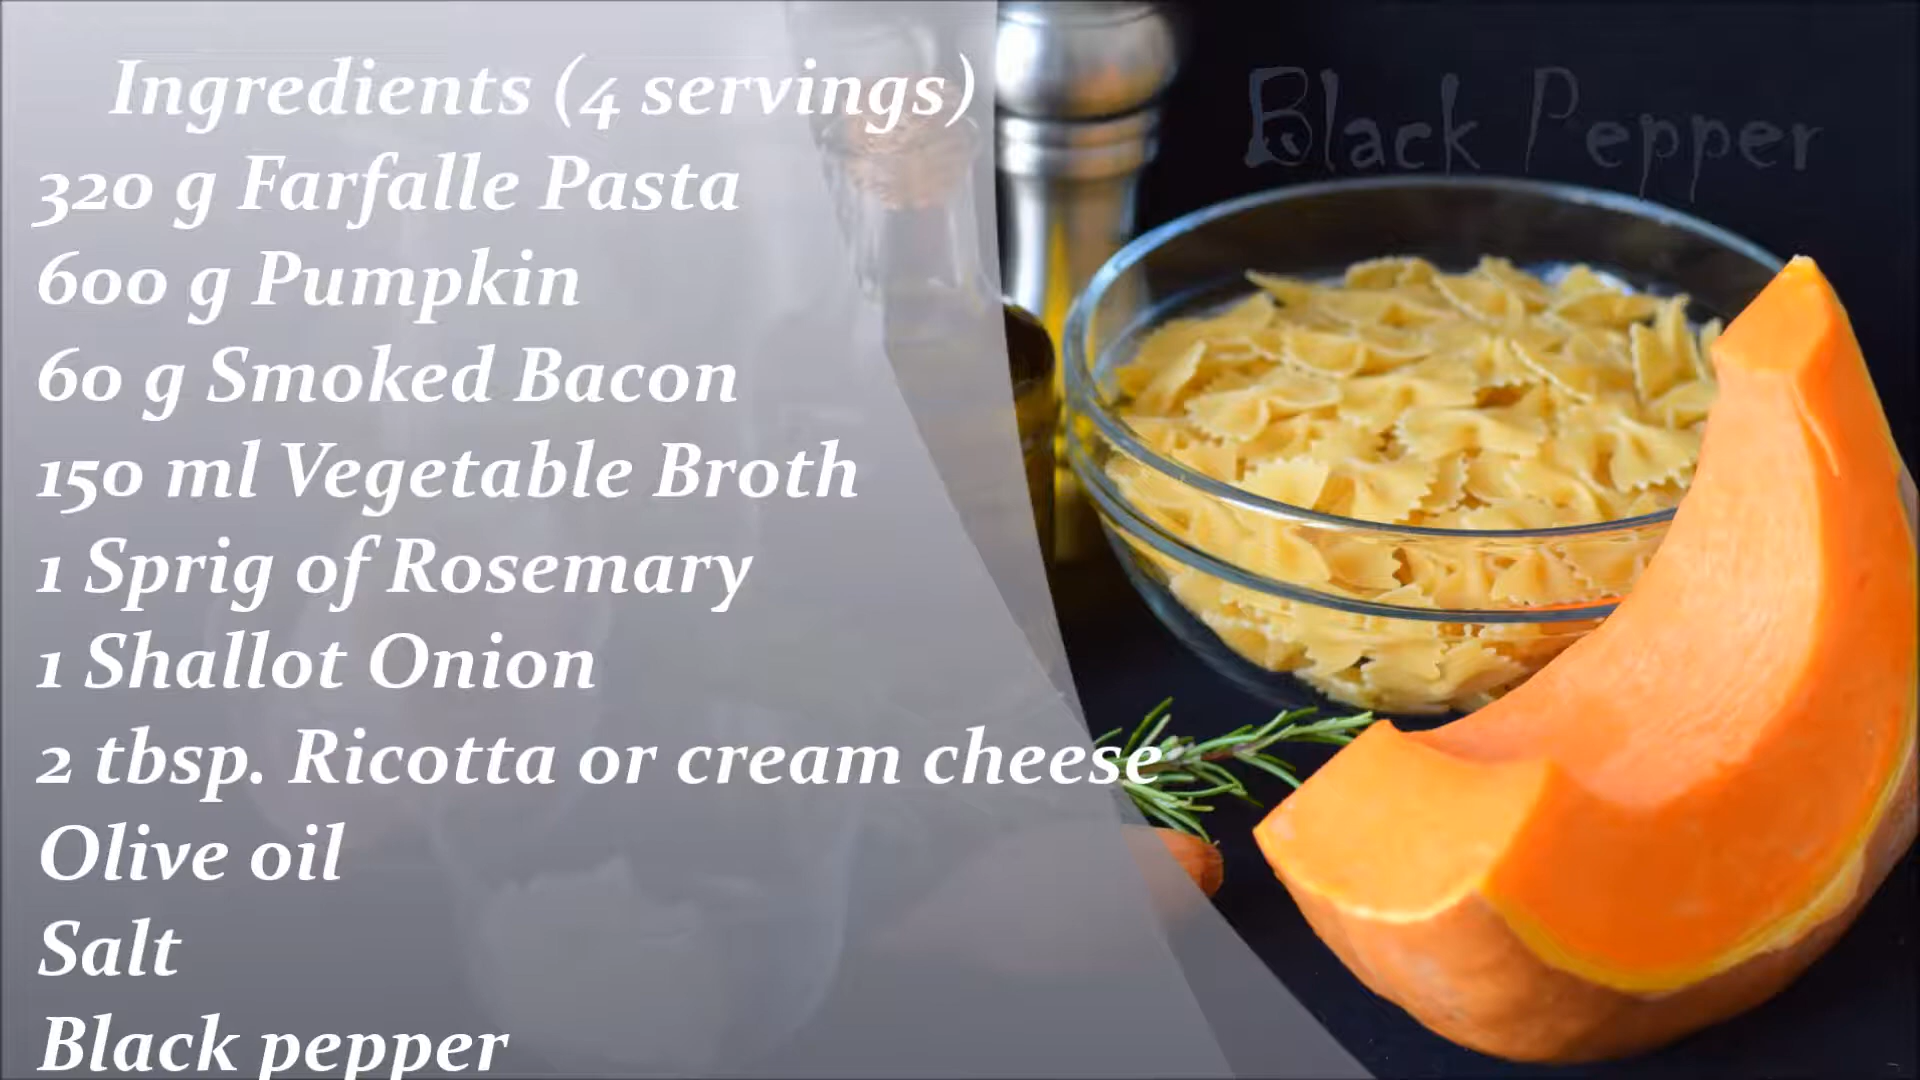 Ingredients (4 servings)
320 g Farfalle Pasta
600 g Pumpkin
60 g Smoked Bacon
150 ml Vegetable Broth
1 Sprig of Rosemary
1 Shallot Onion
2 tbsp. Ricotta or cream cheese
Olive oil
Salt
Black pepper
Black Pepper